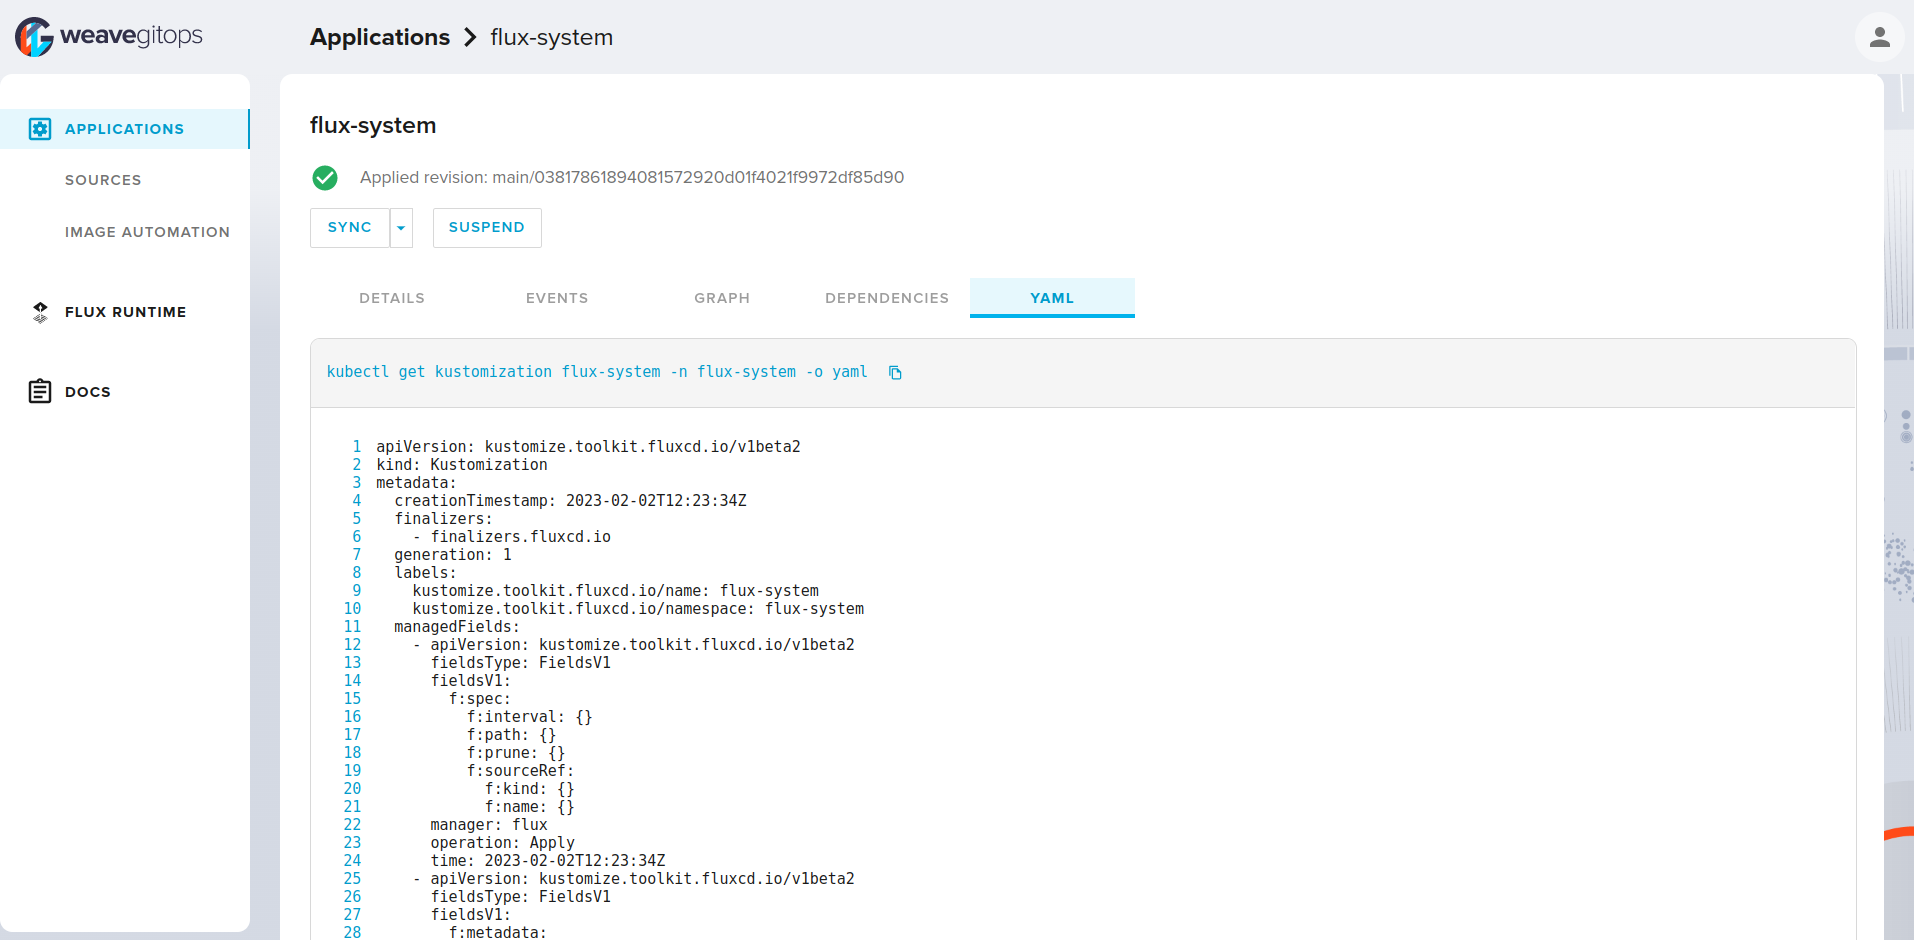 weavegitops
Applications flux-system
APPLICATIONS
SOURCES
IMAGE AUTOMATION
FLUX RUNTIME
DOCS
flux-system
Applied revision: main/03817861894081572920d01f4021f9972df85d90
SYNC SUSPEND
DETAILS EVENTS GRAPH DEPENDENCIES YAML
kubectl get kustomization flux-system -n flux-system -o yaml
1 apiVersion: kustomize.toolkit.fluxcd.io/v1beta2
2 kind: Kustomization
3 metadata:
4 creationTimestamp: 2023-02-02T12:23:34Z
5 finalizers:
6 - finalizers.fluxcd.io
7 generation: 1
8 labels:
9 kustomize.toolkit.fluxcd.io/name: flux-system
10 kustomize.toolkit.fluxcd.io/namespace: flux-system
11 managedFields:
12 - apiVersion: kustomize.toolkit.fluxcd.io/v1beta2
13 fieldsType: FieldsV1
14 fieldsV1:
15 f:spec:
16 f:interval: {}
17 f:path: {}
18 f:prune: {}
19 f:sourceRef:
20 f:kind: {}
21 f:name: {}
22 manager: flux
23 operation: Apply
24 time: 2023-02-02T12:23:34Z
25 - apiVersion: kustomize.toolkit.fluxcd.io/v1beta2
26 fieldsType: FieldsV1
27 fieldsV1:
28 f:metadata: